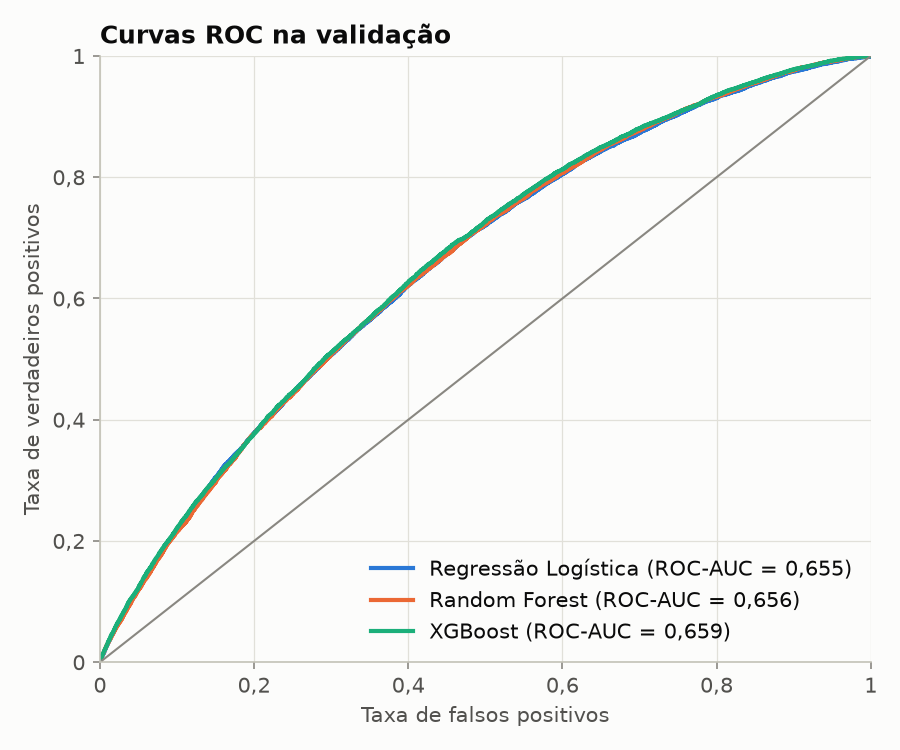 Curvas ROC na validação
1
0,8
0,6
0,4
0,2
0
Taxa de verdadeiros positivos
Regressão Logística (ROC-AUC = 0,655)
Random Forest (ROC-AUC = 0,656)
XGBoost (ROC-AUC = 0,659)
0 0,2 0,4 0,6 0,8 1
Taxa de falsos positivos